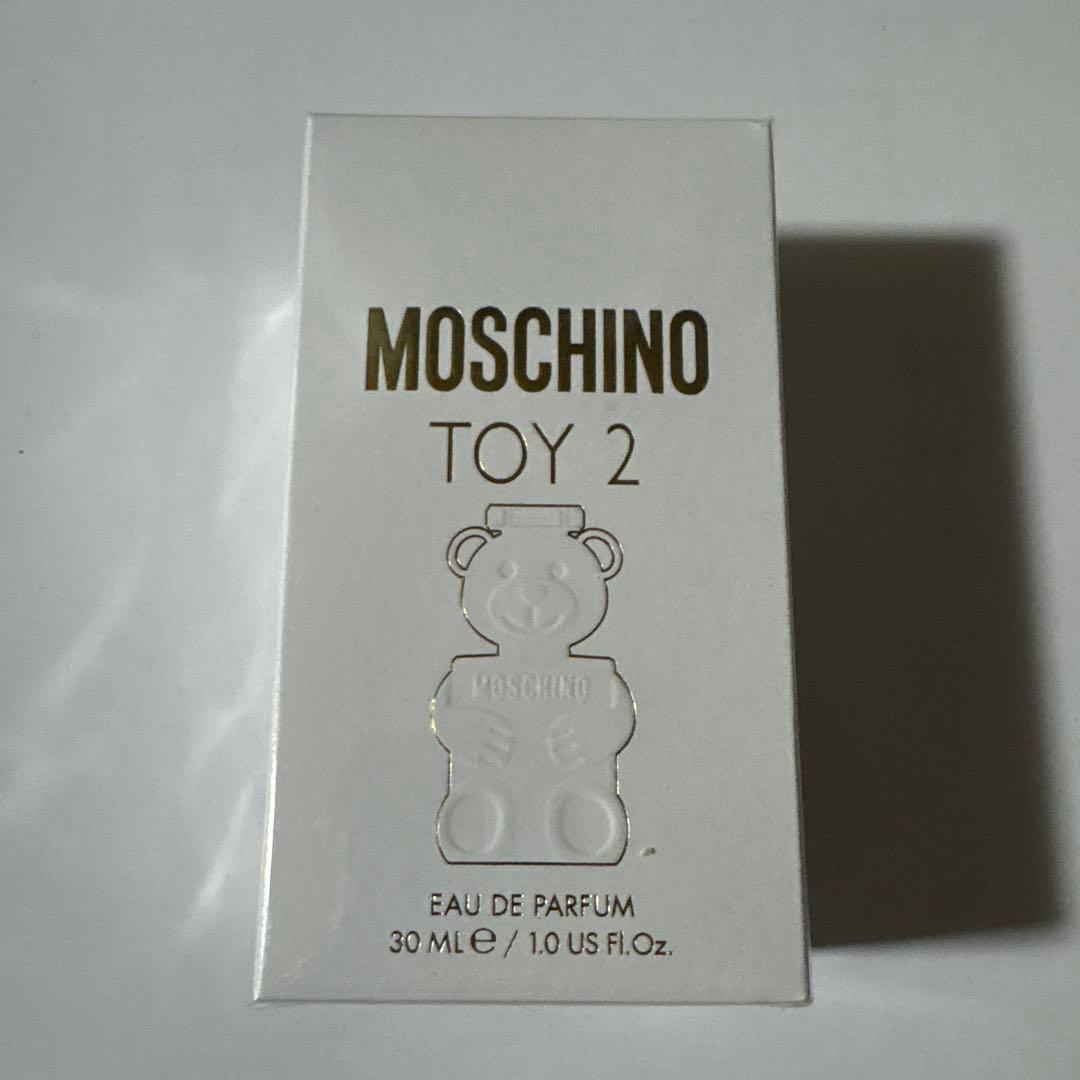 MOSCHINO
TOY 2
MOSCHINO
EAU DE PARFUM
30 ML ℮ / 1.0 US Fl.Oz.